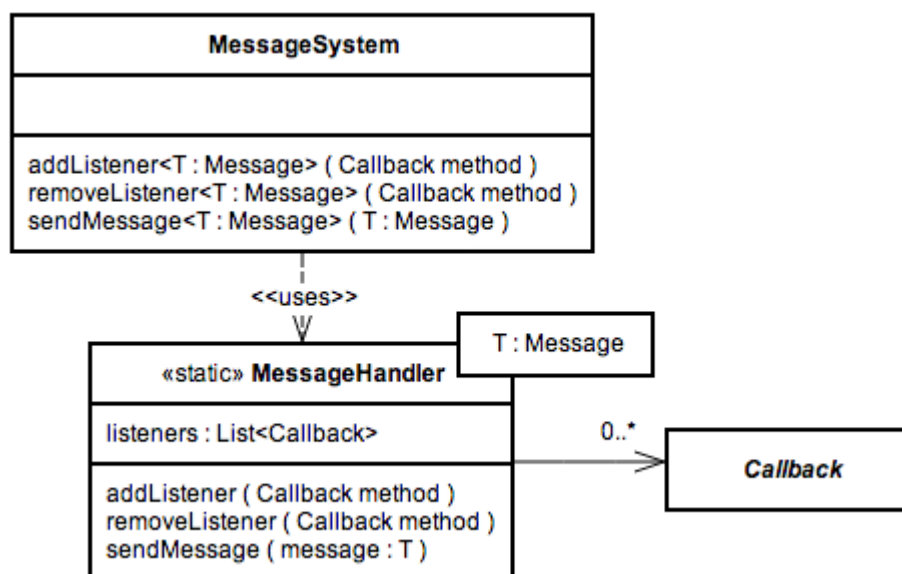 MessageSystem
addListener<T : Message> ( Callback method )
removeListener<T : Message> ( Callback method )
sendMessage<T : Message> ( T : Message )
<<uses>>
T : Message
«static» MessageHandler
listeners : List<Callback>
0..*
Callback
addListener ( Callback method )
removeListener ( Callback method )
sendMessage ( message : T )